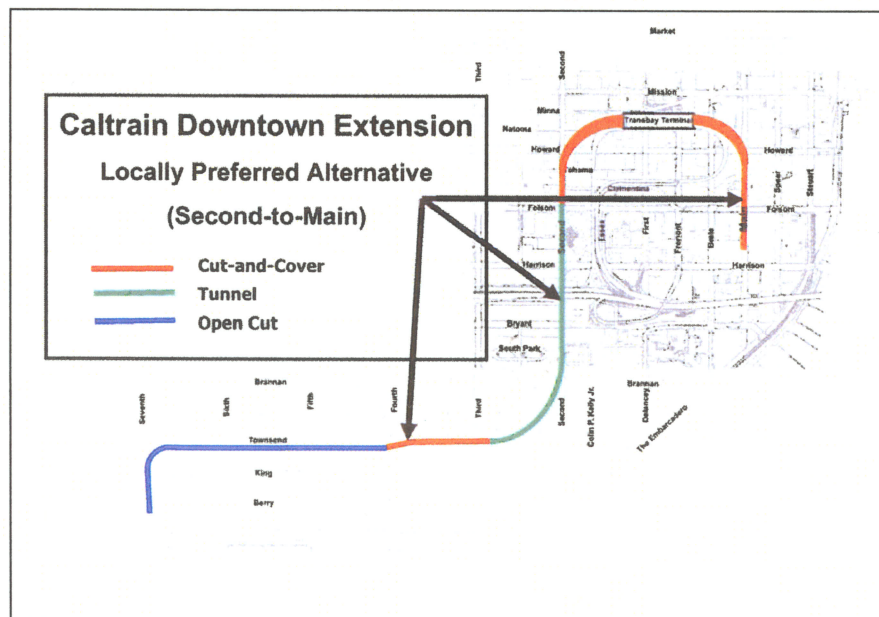 Market
Third
Second
Mission
Minna
Natoma
Transbay Terminal
Howard
Howard
Tehama
Clementina
Spear
Steuart
Folsom
Folsom
Second
Essex
First
Fremont
Beale
Main
Harrison
Harrison
Bryant
South Park
Caltrain Downtown Extension
Locally Preferred Alternative
(Second-to-Main)
Cut-and-Cover
Tunnel
Open Cut
Brannan
Brannan
Seventh
Sixth
Fifth
Fourth
Third
Second
Colin P. Kelly Jr.
Delancey
The Embarcadero
Townsend
King
Berry